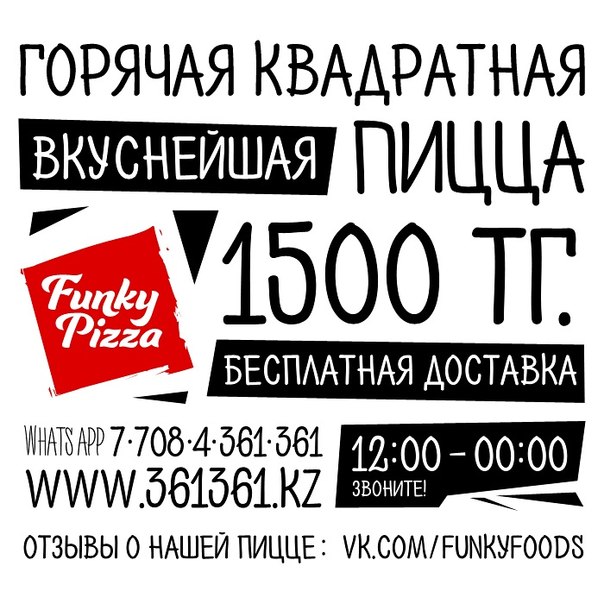 ГОРЯЧАЯ КВАДРАТНАЯ
ВКУСНЕЙШАЯ ПИЦЦА
Funky
Pizza
1500 ТГ.
БЕСПЛАТНАЯ ДОСТАВКА
WHATS APP 7·708·4·361·361
WWW.361361.KZ
12:00 – 00:00
ЗВОНИТЕ!
ОТЗЫВЫ О НАШЕЙ ПИЦЦЕ: VK.COM/FUNKYFOODS